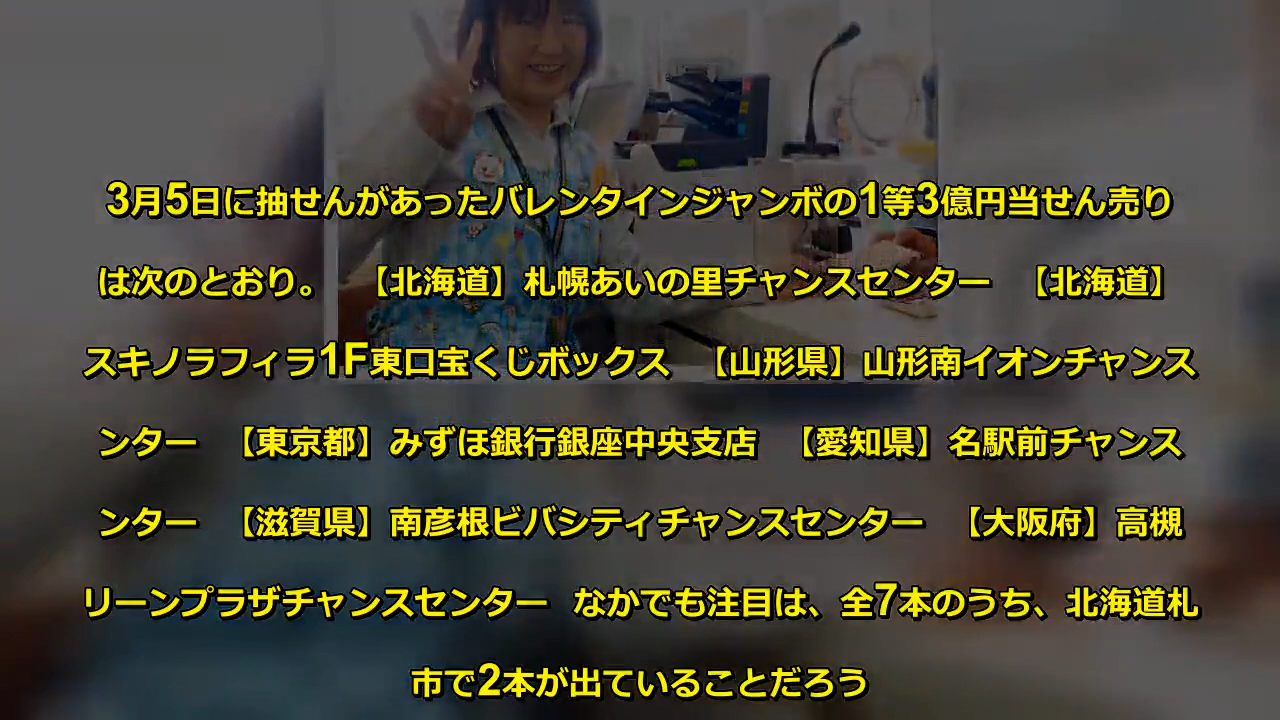 3月5日に抽せんがあったバレンタインジャンボの1等3億円当せん売り
は次のとおり。 【北海道】札幌あいの里チャンスセンター 【北海道】
スキノラフィラ1F東口宝くじボックス 【山形県】山形南イオンチャンス
ンター 【東京都】みずほ銀行銀座中央支店 【愛知県】名駅前チャンス
ンター 【滋賀県】南彦根ビバシティチャンスセンター 【大阪府】高槻
リーンプラザチャンスセンター なかでも注目は、全7本のうち、北海道札
市で2本が出ていることだろう